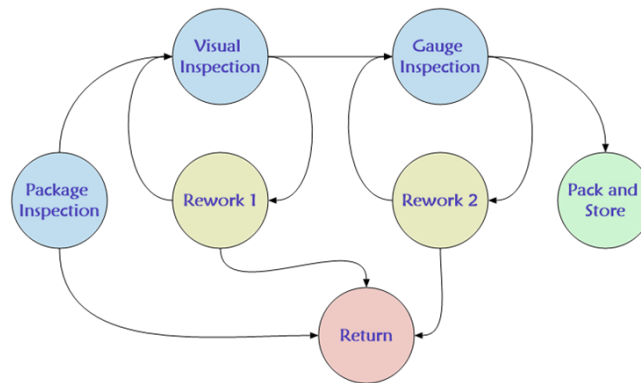 Visual
Inspection
Gauge
Inspection
Package
Inspection
Rework 1
Rework 2
Pack and
Store
Return